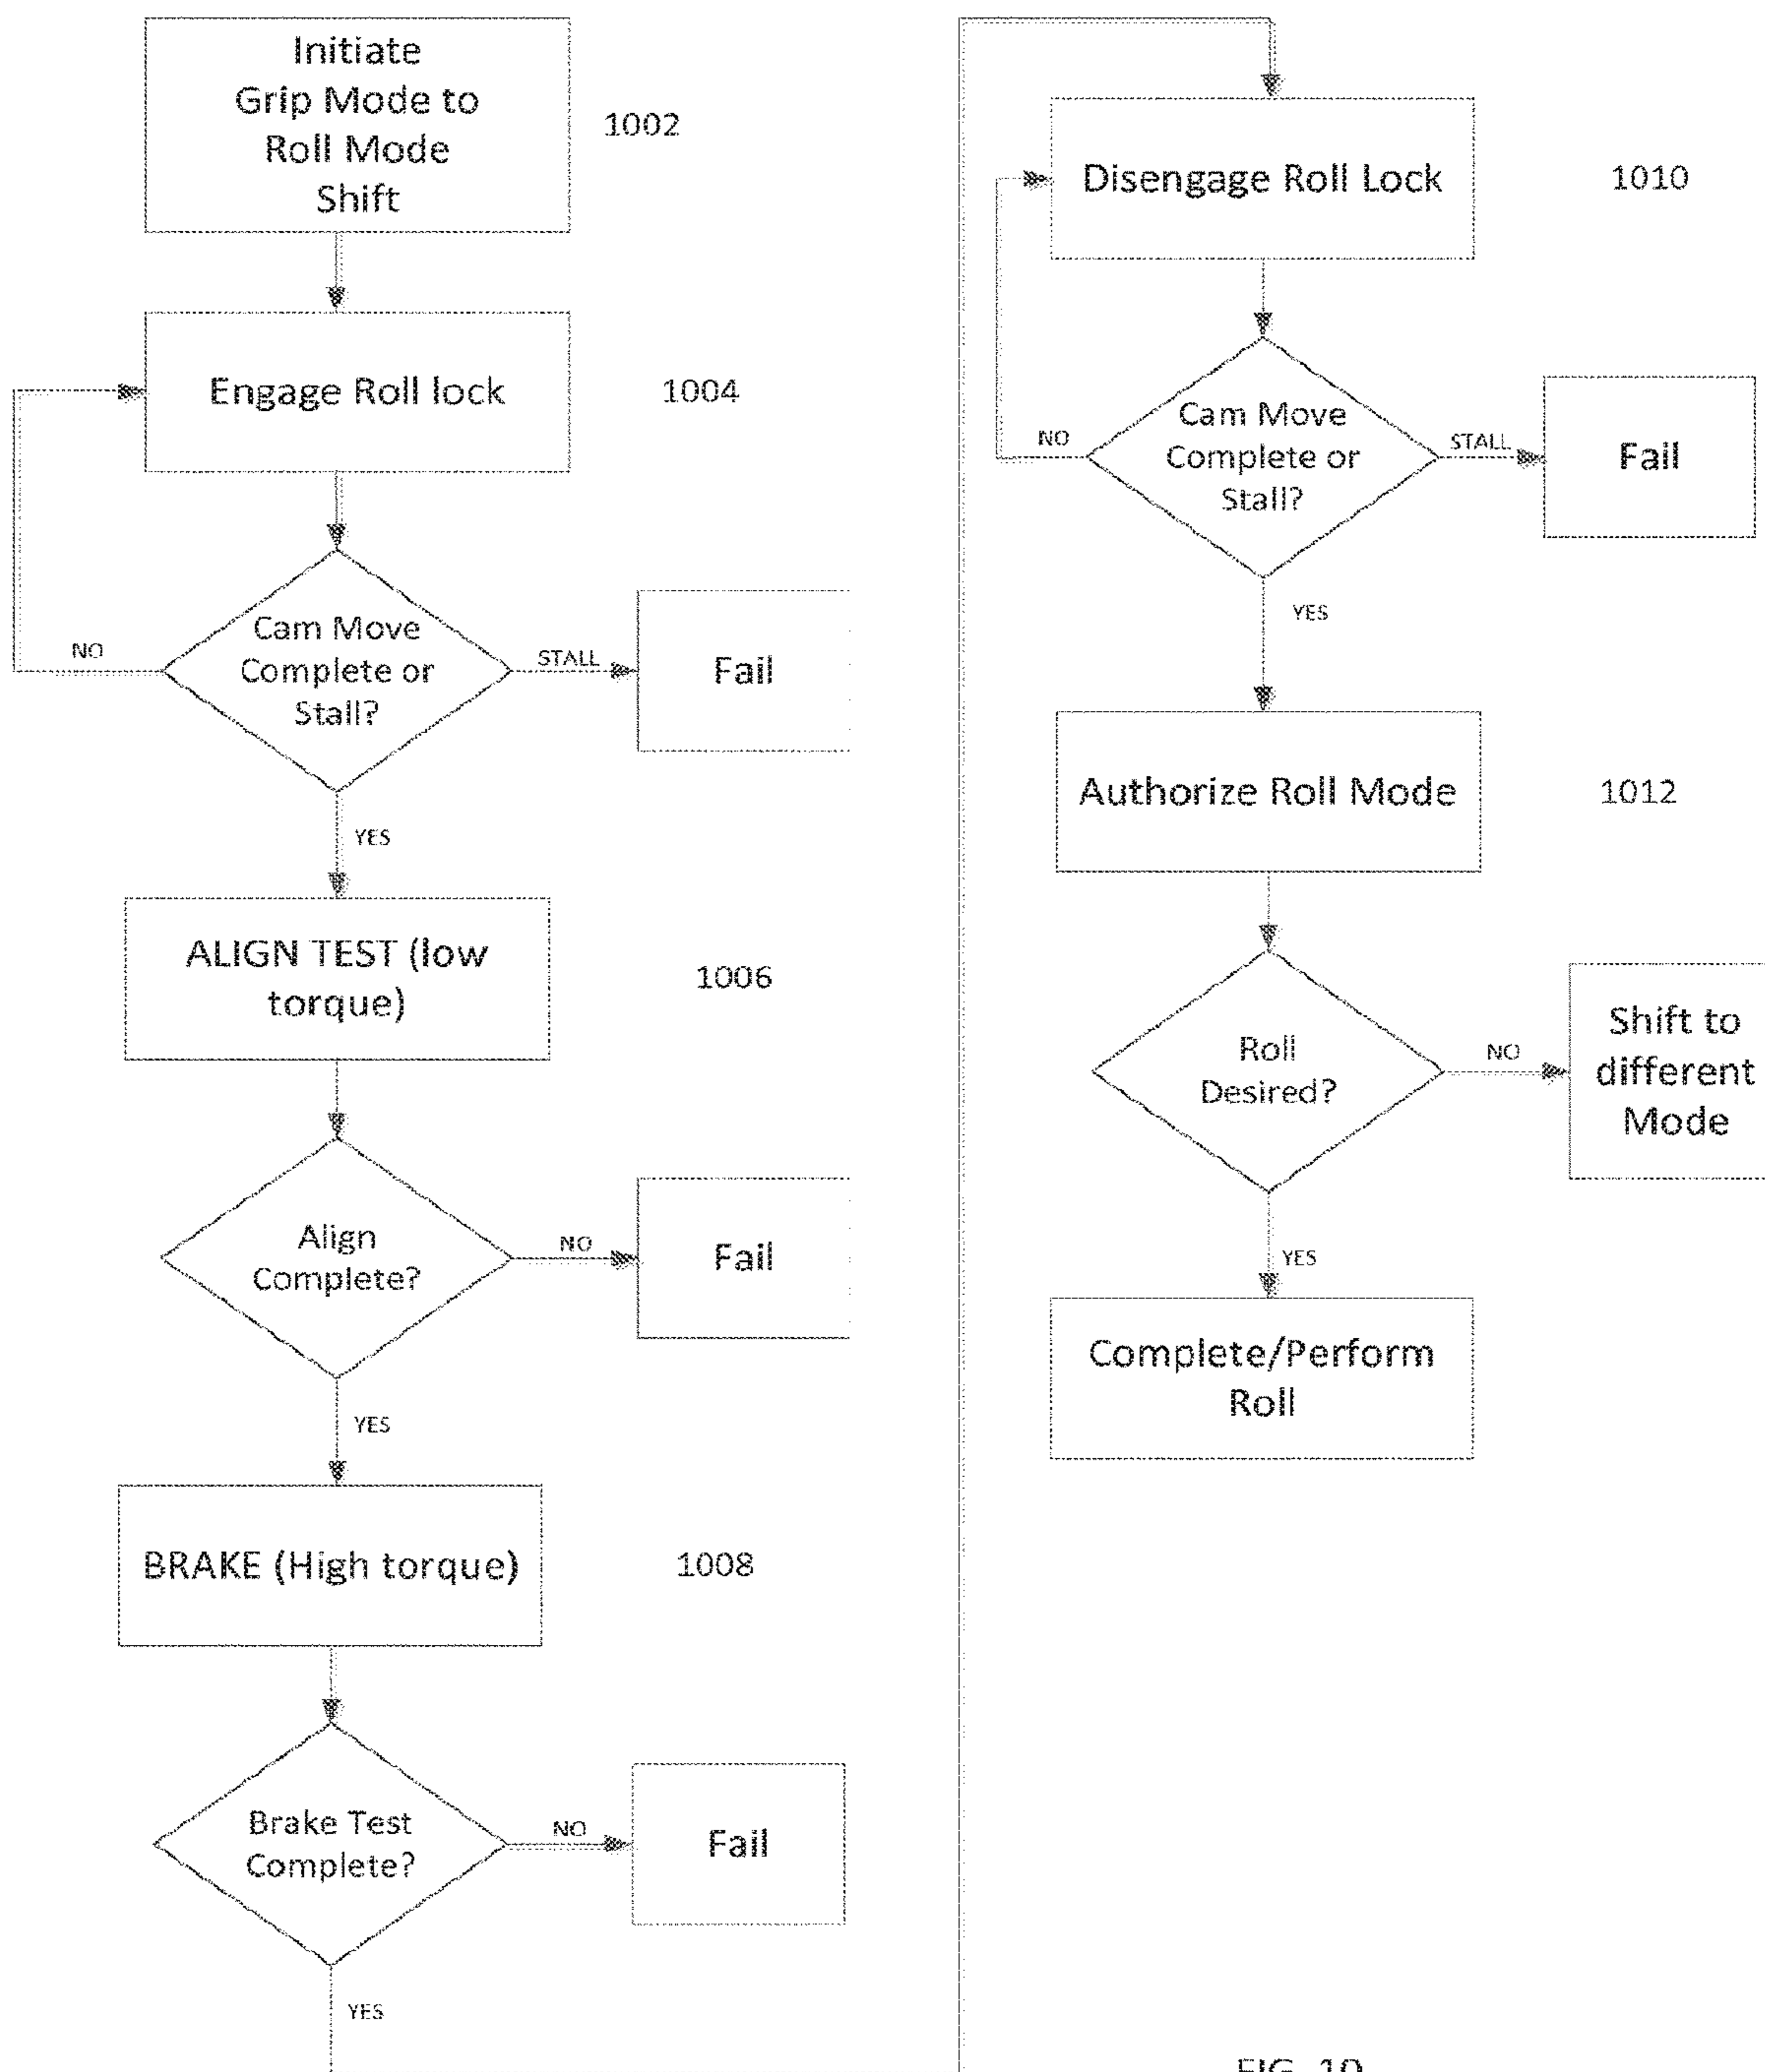 Initiate
Grip Mode to
Roll Mode
Shift
1002
Engage Roll lock
1004
Cam Move
Complete or
Stall?
NO
STALL
Fail
YES
ALIGN TEST (low
torque)
1006
Align
Complete?
NO
Fail
YES
BRAKE (High torque)
1008
Brake Test
Complete?
NO
Fail
YES
Disengage Roll Lock
1010
Cam Move
Complete or
Stall?
NO
STALL
Fail
YES
Authorize Roll Mode
1012
Roll
Desired?
NO
Shift to
different
Mode
YES
Complete/Perform
Roll
FIG. 10